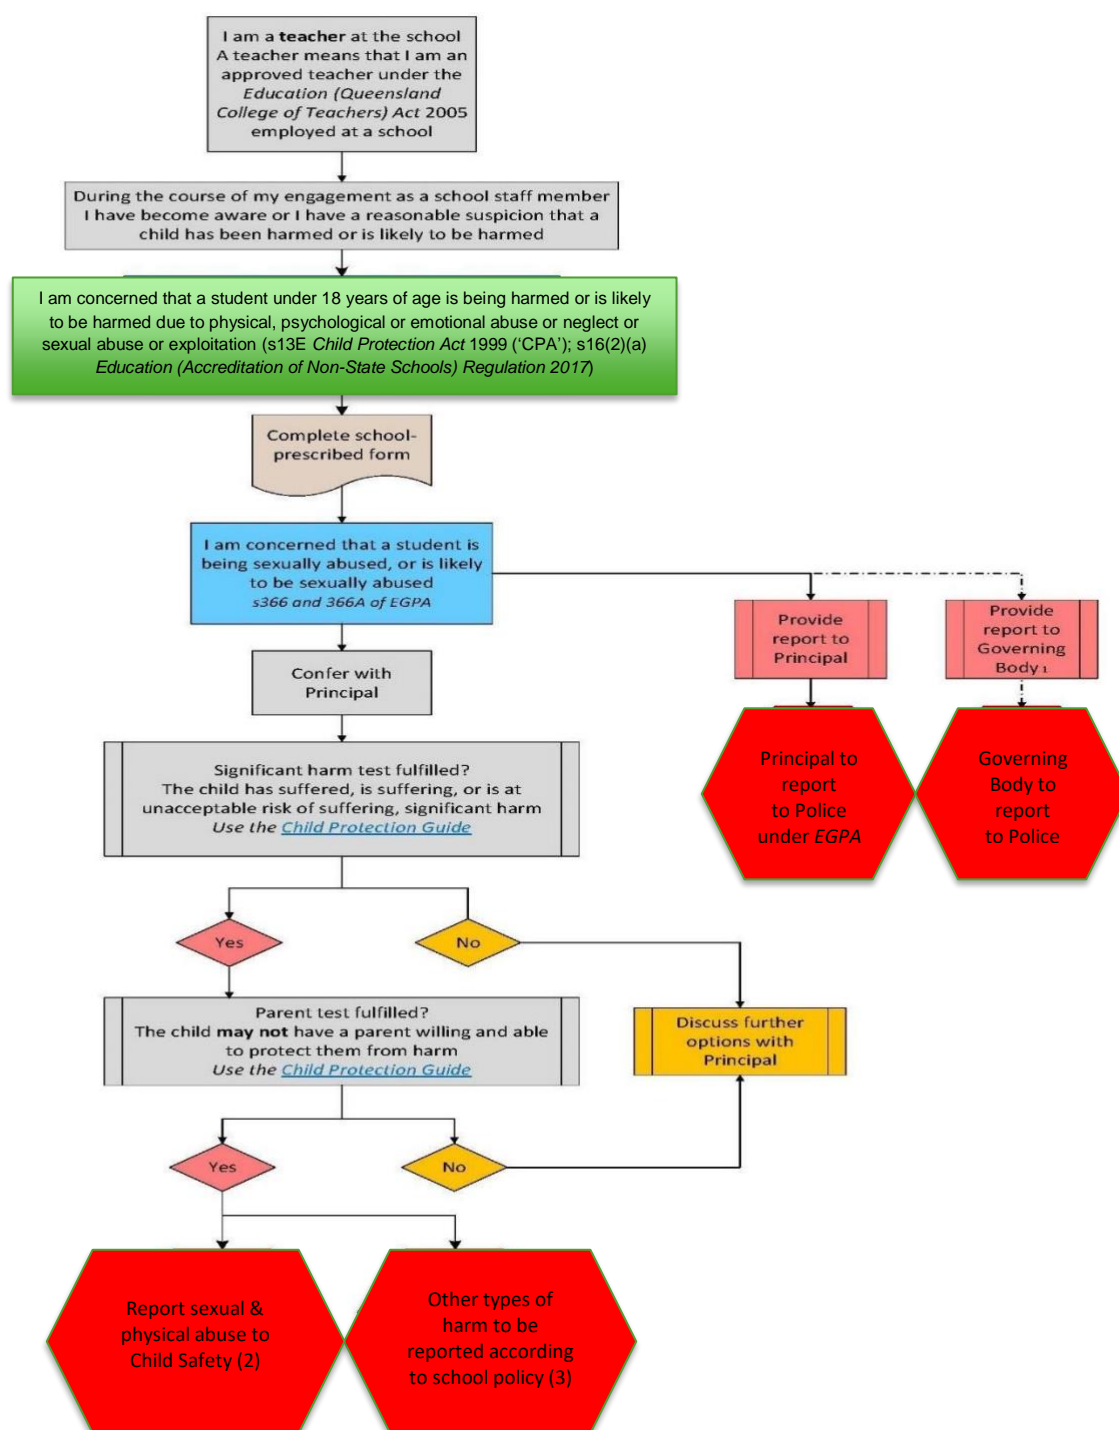 I am a teacher at the school
A teacher means that I am an
approved teacher under the
Education (Queensland
College of Teachers) Act 2005
employed at a school
During the course of my engagement as a school staff member
I have become aware or I have a reasonable suspicion that a
child has been harmed or is likely to be harmed
I am concerned that a student under 18 years of age is being harmed or is likely
to be harmed due to physical, psychological or emotional abuse or neglect or
sexual abuse or exploitation (s13E Child Protection Act 1999 (‘CPA’); s16(2)(a)
Education (Accreditation of Non-State Schools) Regulation 2017)
Complete school-
prescribed form
I am concerned that a student is
being sexually abused, or is likely
to be sexually abused
s366 and 366A of EGPA
Provide
report to
Principal
Provide
report to
Governing
Body 1
Confer with
Principal
Principal to
report
to Police
under EGPA
Governing
Body to
report
to Police
Significant harm test fulfilled?
The child has suffered, is suffering, or is at
unacceptable risk of suffering, significant harm
Use the Child Protection Guide
Yes
No
Parent test fulfilled?
The child may not have a parent willing and able
to protect them from harm
Use the Child Protection Guide
Discuss further
options with
Principal
Yes
No
Report sexual &
physical abuse to
Child Safety (2)
Other types of
harm to be
reported according
to school policy (3)